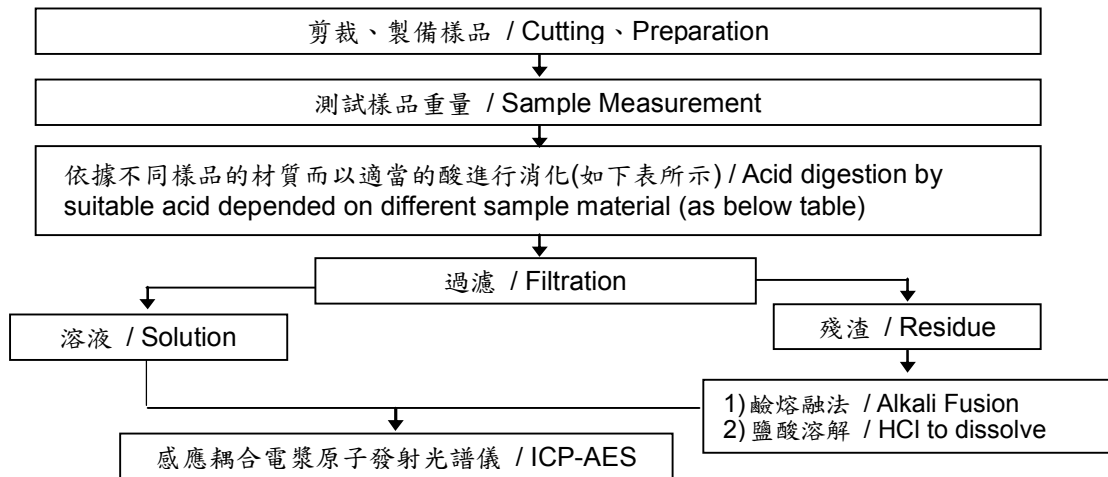 剪裁、製備樣品 / Cutting、Preparation
測試樣品重量 / Sample Measurement
依據不同樣品的材質而以適當的酸進行消化(如下表所示) / Acid digestion by
suitable acid depended on different sample material (as below table)
過濾 / Filtration
溶液 / Solution
殘渣 / Residue
1) 鹼熔融法 / Alkali Fusion
2) 鹽酸溶解 / HCl to dissolve
感應耦合電漿原子發射光譜儀 / ICP-AES